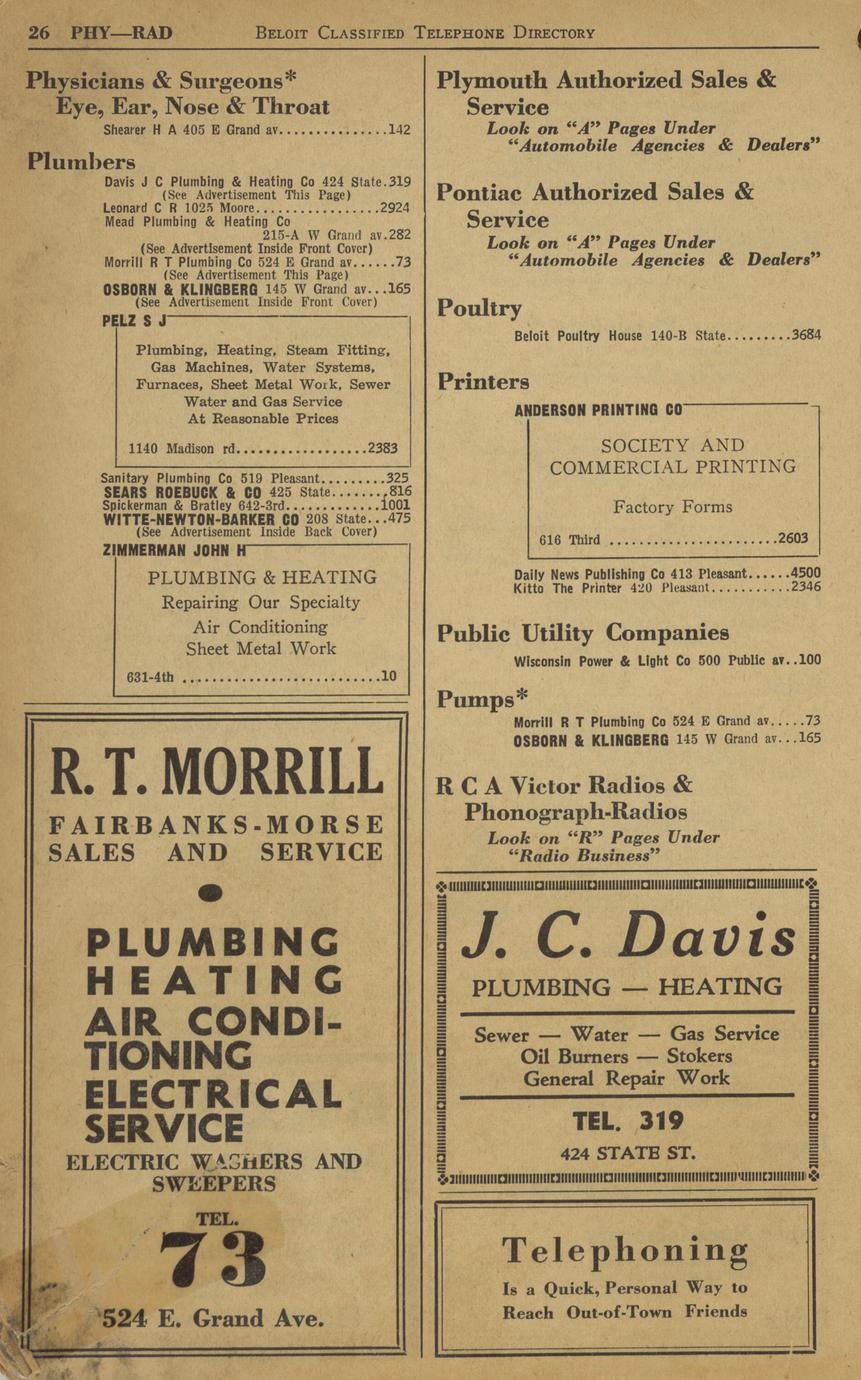 26 PHY—RAD BELOIT CLASSIFIED TELEPHONE DIRECTORY
Physicians & Surgeons*
Eye, Ear, Nose & Throat
Shearer H A 405 E Grand av...............142
Plumbers
Davis J C Plumbing & Heating Co 424 State.319
(See Advertisement This Page)
Leonard C R 1025 Moore.................2924
Mead Plumbing & Heating Co
215-A W Grand av.282
(See Advertisement Inside Front Cover)
Morrill R T Plumbing Co 524 E Grand av......73
(See Advertisement This Page)
OSBORN & KLINGBERG 145 W Grand av...165
(See Advertisement Inside Front Cover)
PELZ S J
Plumbing, Heating, Steam Fitting,
Gas Machines, Water Systems,
Furnaces, Sheet Metal Work, Sewer
Water and Gas Service
At Reasonable Prices
1140 Madison rd..................2383
Sanitary Plumbing Co 519 Pleasant.........325
SEARS ROEBUCK & CO 425 State........816
Spickerman & Bratley 642-3rd.............1001
WITTE-NEWTON-BARKER CO 208 State...475
(See Advertisement Inside Back Cover)
ZIMMERMAN JOHN H
PLUMBING & HEATING
Repairing Our Specialty
Air Conditioning
Sheet Metal Work
631-4th ...........................10
R. T. MORRILL
FAIRBANKS-MORSE
SALES AND SERVICE
●
PLUMBING
HEATING
AIR CONDI-
TIONING
ELECTRICAL
SERVICE
ELECTRIC WASHERS AND
SWEEPERS
TEL.
73
524 E. Grand Ave.
Plymouth Authorized Sales &
Service
Look on "A" Pages Under
"Automobile Agencies & Dealers"
Pontiac Authorized Sales &
Service
Look on "A" Pages Under
"Automobile Agencies & Dealers"
Poultry
Beloit Poultry House 140-B State.........3684
Printers
ANDERSON PRINTING CO
SOCIETY AND
COMMERCIAL PRINTING
Factory Forms
616 Third .......................2603
Daily News Publishing Co 413 Pleasant......4500
Kitto The Printer 420 Pleasant...........2346
Public Utility Companies
Wisconsin Power & Light Co 500 Public av..100
Pumps*
Morrill R T Plumbing Co 524 E Grand av.....73
OSBORN & KLINGBERG 145 W Grand av...165
R C A Victor Radios &
Phonograph-Radios
Look on "R" Pages Under
"Radio Business"
J. C. Davis
PLUMBING — HEATING
Sewer — Water — Gas Service
Oil Burners — Stokers
General Repair Work
TEL. 319
424 STATE ST.
Telephoning
Is a Quick, Personal Way to
Reach Out-of-Town Friends